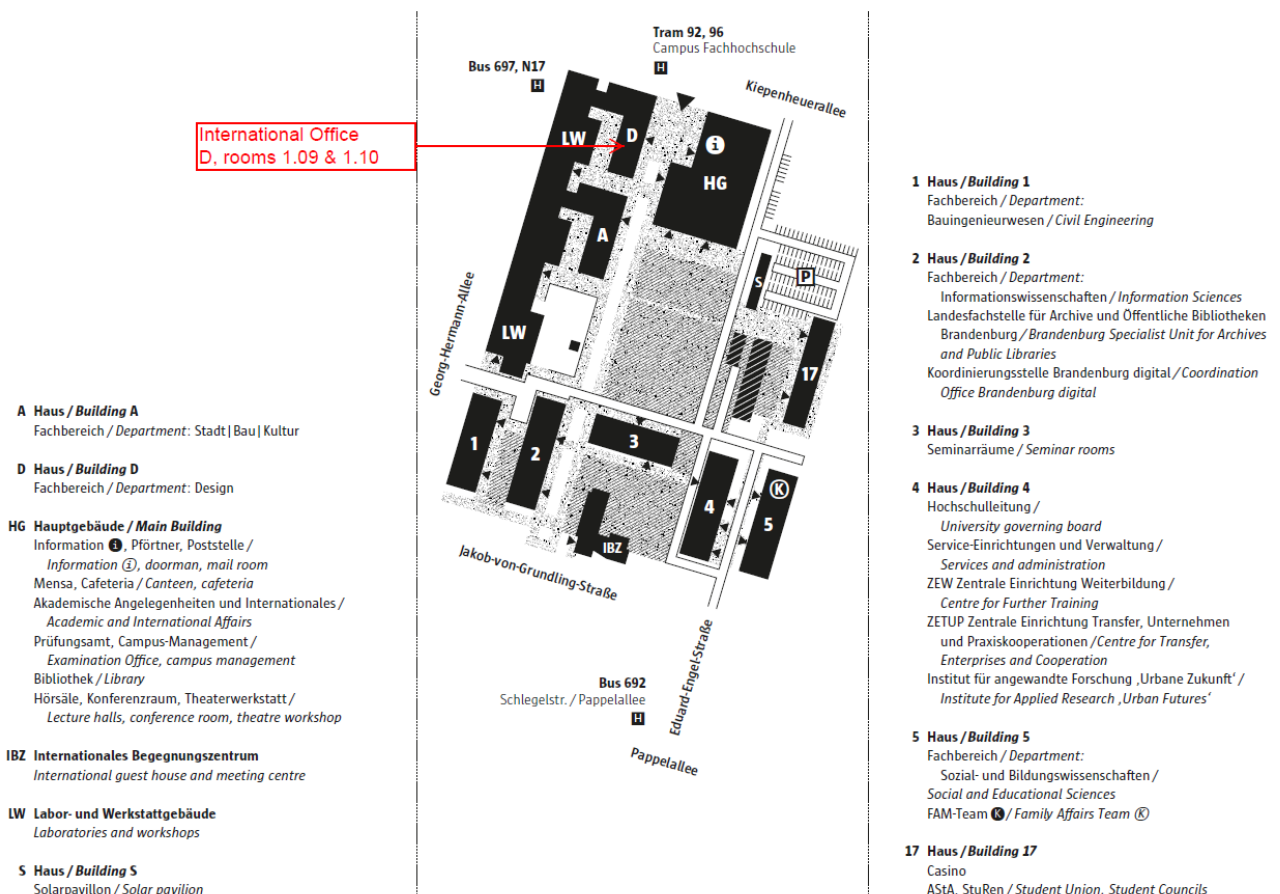 Tram 92, 96
Campus Fachhochschule
H
Bus 697, N17
H
Kiepenheuerallee
International Office
D, rooms 1.09 & 1.10
LW
D
i
HG
A
S
P
LW
17
Georg-Hermann-Allee
1
2
3
4
K
5
IBZ
Jakob-von-Grundling-Straße
Eduard-Engel-Straße
Bus 692
Schlegelstr. / Pappelallee
H
Pappelallee
A Haus / Building A
Fachbereich / Department: Stadt | Bau | Kultur
D Haus / Building D
Fachbereich / Department: Design
HG Hauptgebäude / Main Building
Information i, Pförtner, Poststelle /
Information i, doorman, mail room
Mensa, Cafeteria / Canteen, cafeteria
Akademische Angelegenheiten und Internationales /
Academic and International Affairs
Prüfungsamt, Campus-Management /
Examination Office, campus management
Bibliothek / Library
Hörsäle, Konferenzraum, Theaterwerkstatt /
Lecture halls, conference room, theatre workshop
IBZ Internationales Begegnungszentrum
International guest house and meeting centre
LW Labor- und Werkstattgebäude
Laboratories and workshops
S Haus / Building S
Solarpavillon / Solar pavilion
1 Haus / Building 1
Fachbereich / Department:
Bauingenieurwesen / Civil Engineering
2 Haus / Building 2
Fachbereich / Department:
Informationswissenschaften / Information Sciences
Landesfachstelle für Archive und Öffentliche Bibliotheken
Brandenburg / Brandenburg Specialist Unit for Archives
and Public Libraries
Koordinierungsstelle Brandenburg digital / Coordination
Office Brandenburg digital
3 Haus / Building 3
Seminarräume / Seminar rooms
4 Haus / Building 4
Hochschulleitung /
University governing board
Service-Einrichtungen und Verwaltung /
Services and administration
ZEW Zentrale Einrichtung Weiterbildung /
Centre for Further Training
ZETUP Zentrale Einrichtung Transfer, Unternehmen
und Praxiskooperationen /Centre for Transfer,
Enterprises and Cooperation
Institut für angewandte Forschung ‚Urbane Zukunft‘ /
Institute for Applied Research ‚Urban Futures‘
5 Haus / Building 5
Fachbereich / Department:
Sozial- und Bildungswissenschaften /
Social and Educational Sciences
FAM-Team K / Family Affairs Team K
17 Haus / Building 17
Casino
AStA, StuRen / Student Union, Student Councils